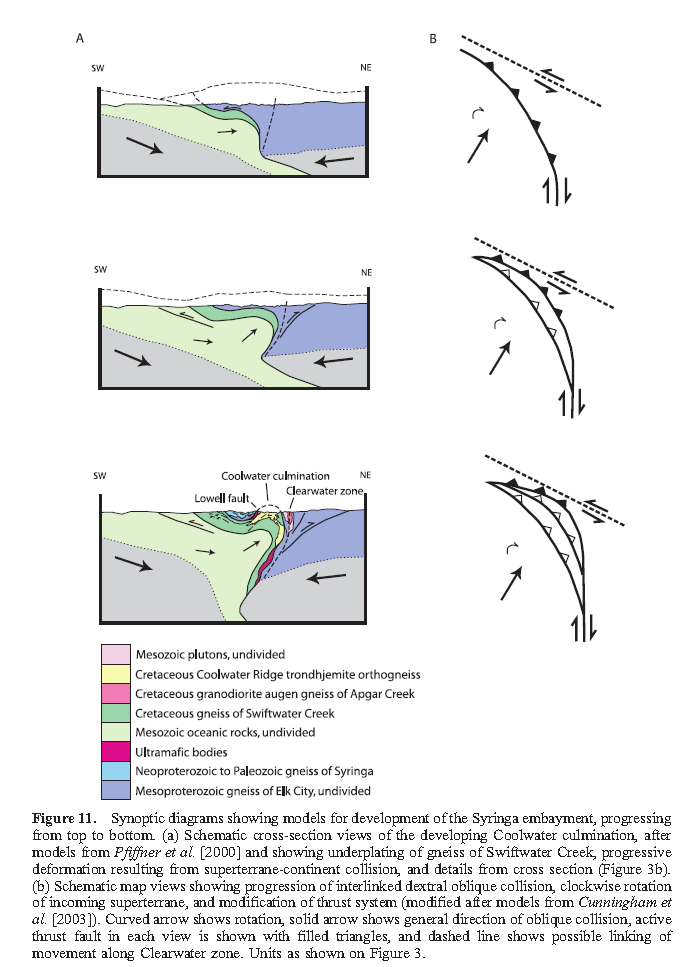 A
B
SW
NE
SW
NE
SW
Coolwater culmination
NE
Lowell fault
Clearwater zone
Mesozoic plutons, undivided
Cretaceous Coolwater Ridge trondhjemite orthogneiss
Cretaceous granodiorite augen gneiss of Apgar Creek
Cretaceous gneiss of Swiftwater Creek
Mesozoic oceanic rocks, undivided
Ultramafic bodies
Neoproterozoic to Paleozoic gneiss of Syringa
Mesoproterozoic gneiss of Elk City, undivided
Figure 11. Synoptic diagrams showing models for development of the Syringa embayment, progressing
from top to bottom. (a) Schematic cross-section views of the developing Coolwater culmination, after
models from Pfiffner et al. [2000] and showing underplating of gneiss of Swiftwater Creek, progressive
deformation resulting from superterrane-continent collision, and details from cross section (Figure 3b).
(b) Schematic map views showing progression of interlinked dextral oblique collision, clockwise rotation
of incoming superterrane, and modification of thrust system (modified after models from Cunningham et
al. [2003]). Curved arrow shows rotation, solid arrow shows general direction of oblique collision, active
thrust fault in each view is shown with filled triangles, and dashed line shows possible linking of
movement along Clearwater zone. Units as shown on Figure 3.